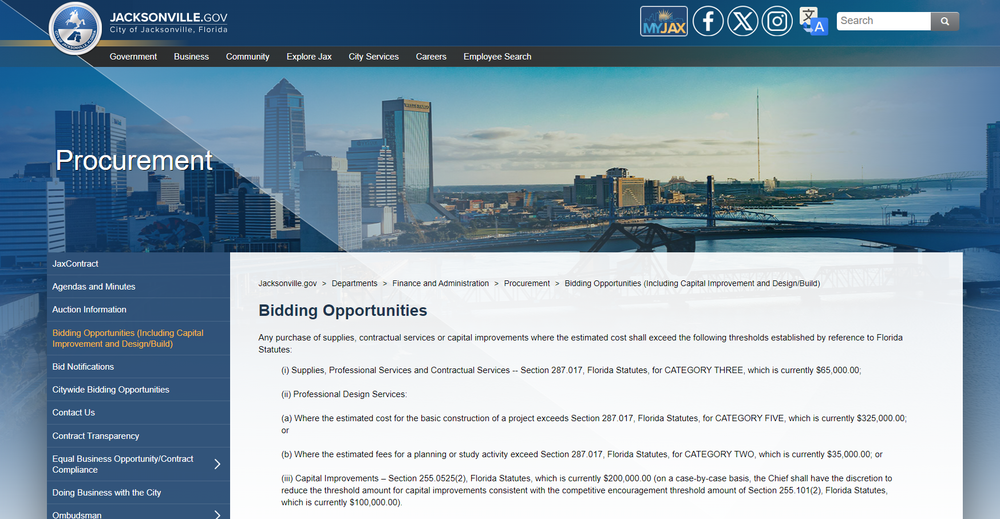 JACKSONVILLE.GOV
City of Jacksonville, Florida
CITY OF JACKSONVILLE, FLORIDA
MYJAX
文
A
Search
Government
Business
Community
Explore Jax
City Services
Careers
Employee Search
WELLS FARGO
Procurement
JaxContract
Agendas and Minutes
Auction Information
Bidding Opportunities (Including Capital
Improvement and Design/Build)
Bid Notifications
Citywide Bidding Opportunities
Contact Us
Contract Transparency
Equal Business Opportunity/Contract
Compliance
Doing Business with the City
Ombudsman
Jacksonville.gov > Departments > Finance and Administration > Procurement > Bidding Opportunities (Including Capital Improvement and Design/Build)
Bidding Opportunities
Any purchase of supplies, contractual services or capital improvements where the estimated cost shall exceed the following thresholds established by reference to Florida
Statutes:
(i) Supplies, Professional Services and Contractual Services -- Section 287.017, Florida Statutes, for CATEGORY THREE, which is currently $65,000.00;
(ii) Professional Design Services:
(a) Where the estimated cost for the basic construction of a project exceeds Section 287.017, Florida Statutes, for CATEGORY FIVE, which is currently $325,000.00;
or
(b) Where the estimated fees for a planning or study activity exceed Section 287.017, Florida Statutes, for CATEGORY TWO, which is currently $35,000.00; or
(iii) Capital Improvements – Section 255.0525(2), Florida Statutes, which is currently $200,000.00 (on a case-by-case basis, the Chief shall have the discretion to
reduce the threshold amount for capital improvements consistent with the competitive encouragement threshold amount of Section 255.101(2), Florida Statutes,
which is currently $100,000.00).